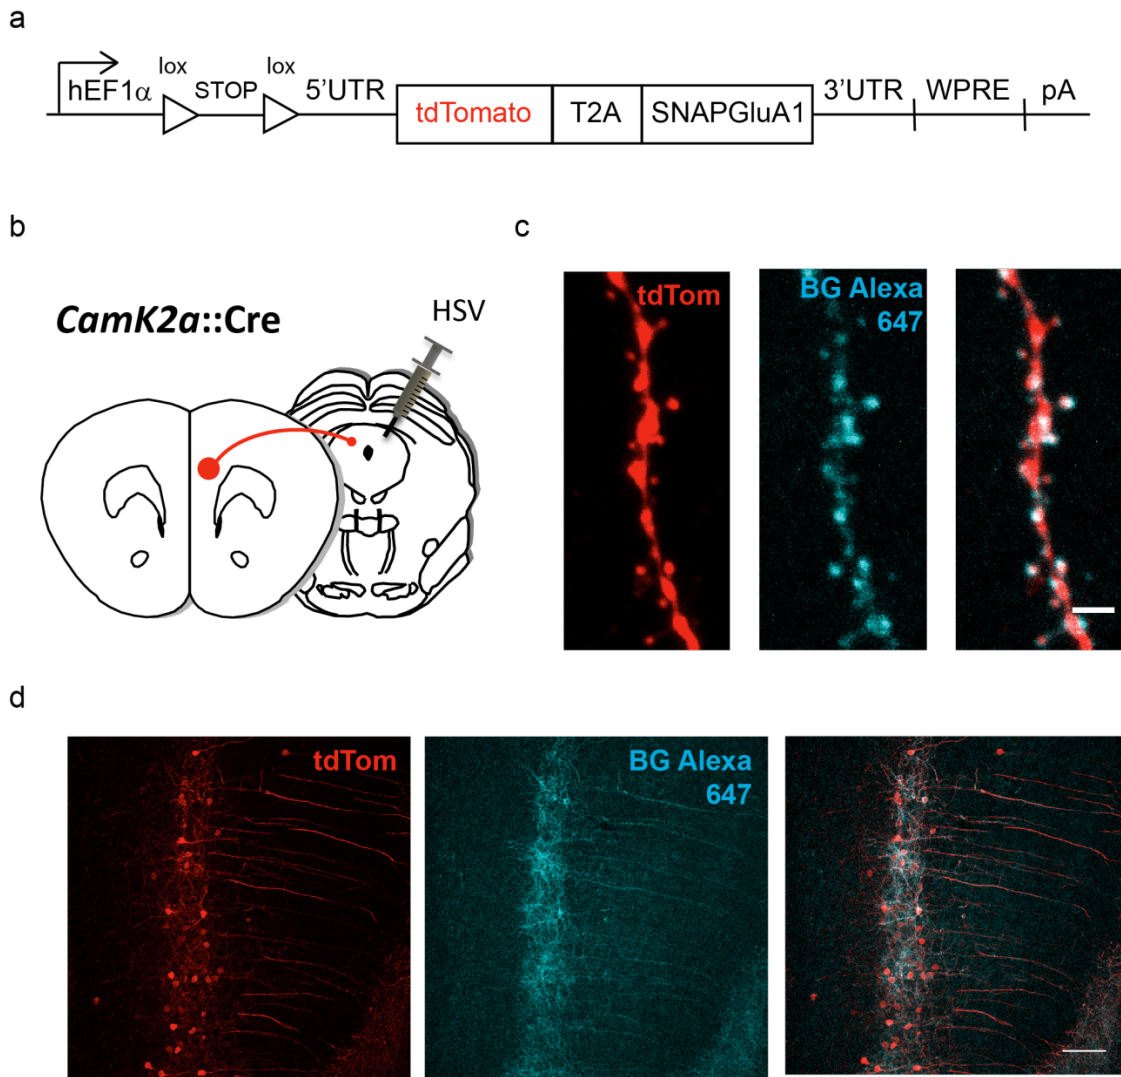 a
lox
lox
hEF1α
STOP
5'UTR
tdTomato
T2A
SNAPGluA1
3'UTR
WPRE
pA
b
CamK2a::Cre
HSV
c
tdTom
BG Alexa
647
d
tdTom
BG Alexa
647